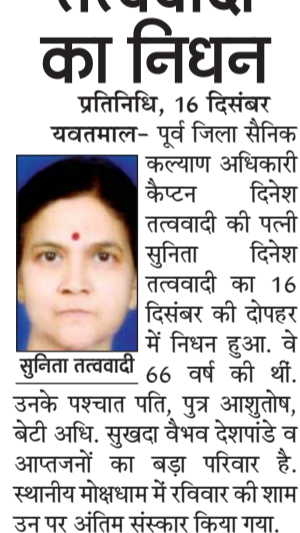 तत्ववादी
का निधन
प्रतिनिधि, 16 दिसंबर
यवतमाल– पूर्व जिला सैनिक
कल्याण अधिकारी
कैप्टन दिनेश
तत्ववादी की पत्नी
सुनिता दिनेश
तत्ववादी का 16
दिसंबर की दोपहर
में निधन हुआ. वे
सुनिता तत्ववादी
66 वर्ष की थीं.
उनके पश्चात पति, पुत्र आशुतोष,
बेटी अधि. सुखदा वैभव देशपांडे व
आप्तजनों का बड़ा परिवार है.
स्थानीय मोक्षधाम में रविवार की शाम
उन पर अंतिम संस्कार किया गया.